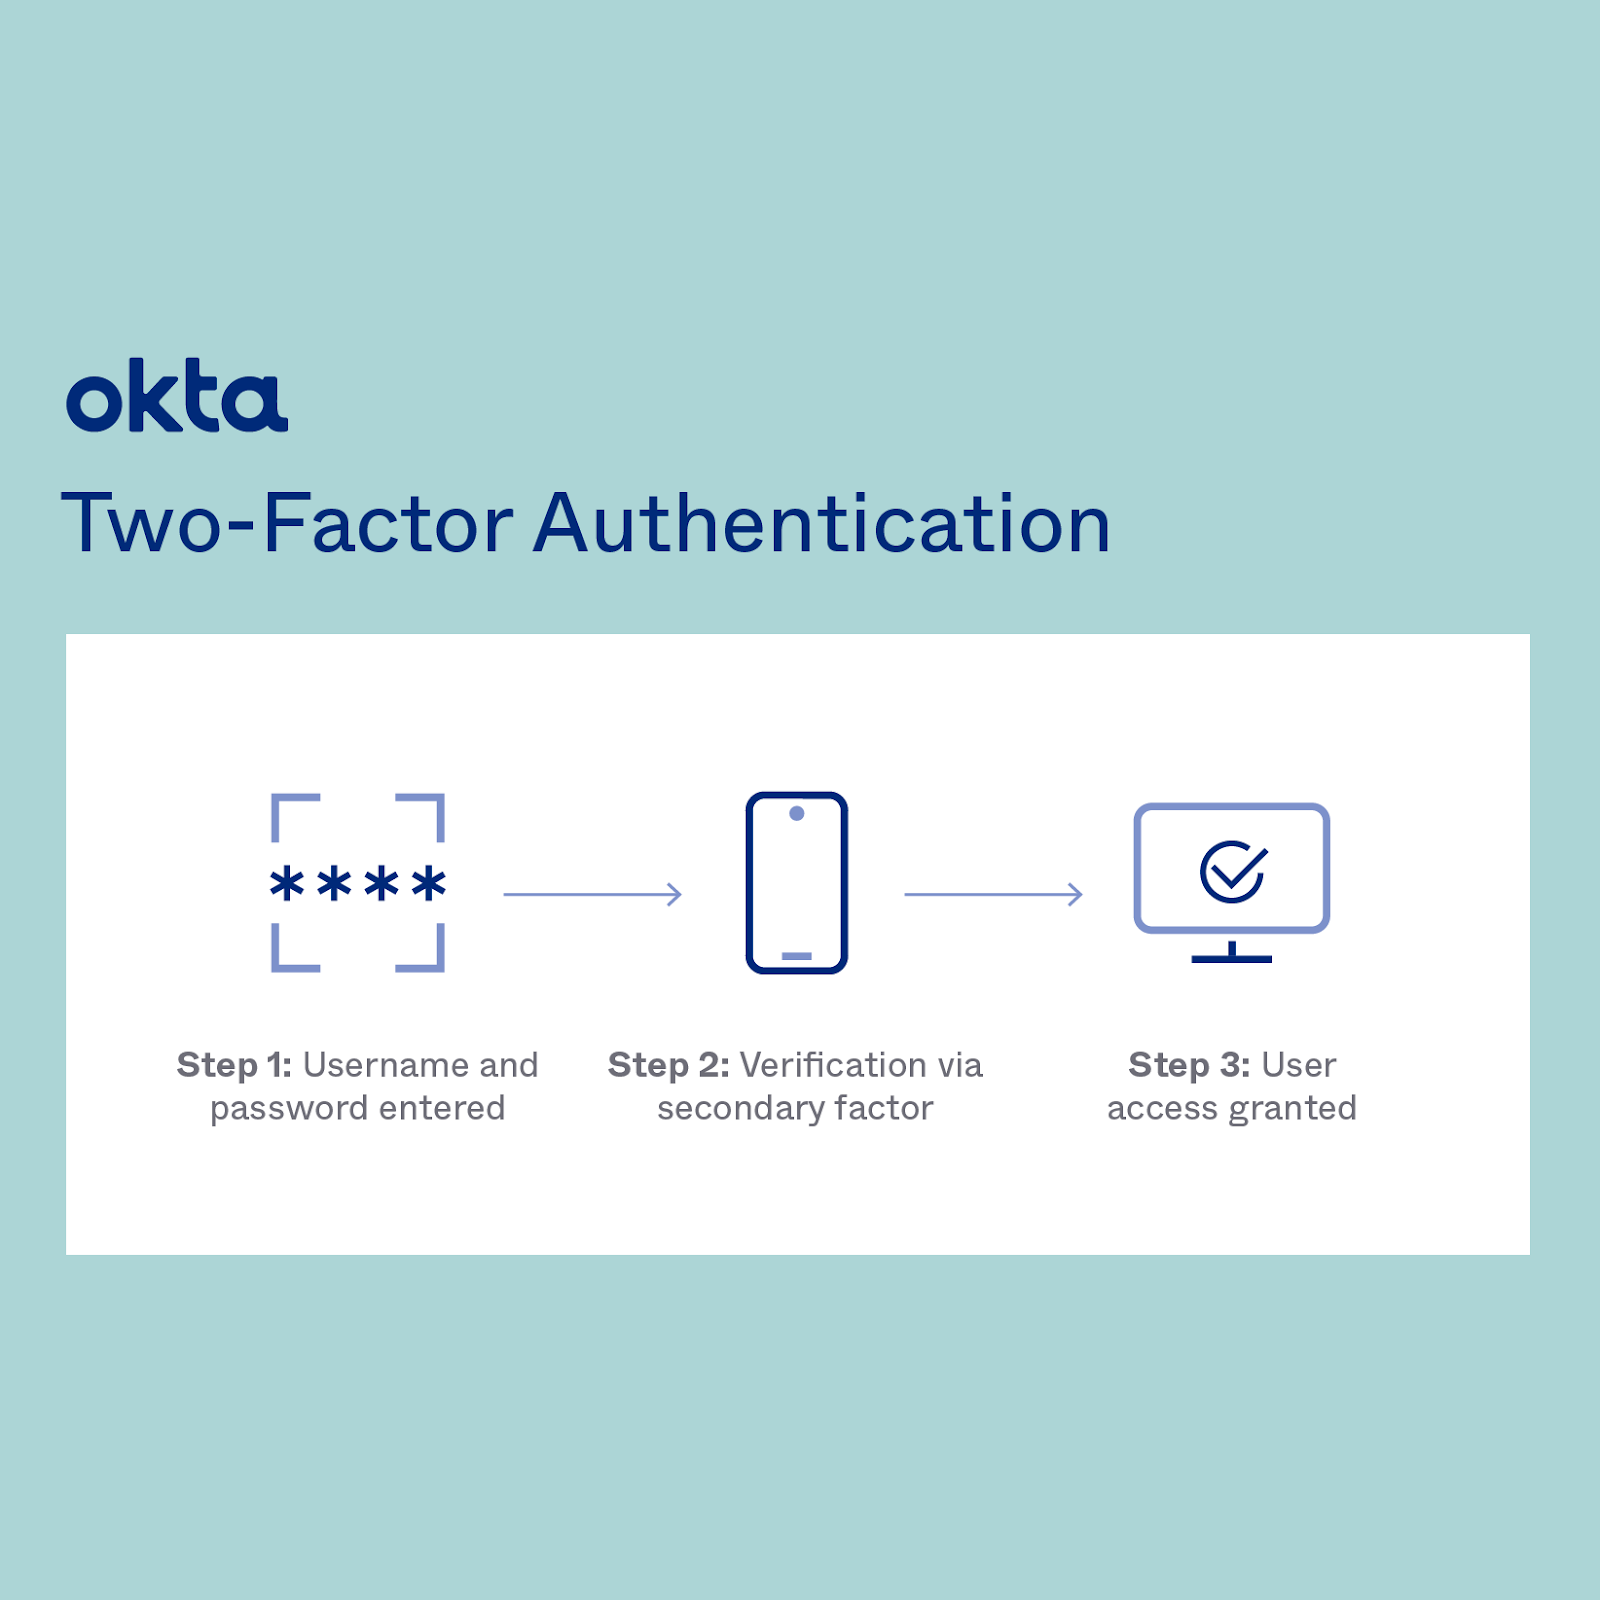 okta
Two-Factor Authentication
****
Step 1: Username and
password entered
Step 2: Verification via
secondary factor
Step 3: User
access granted